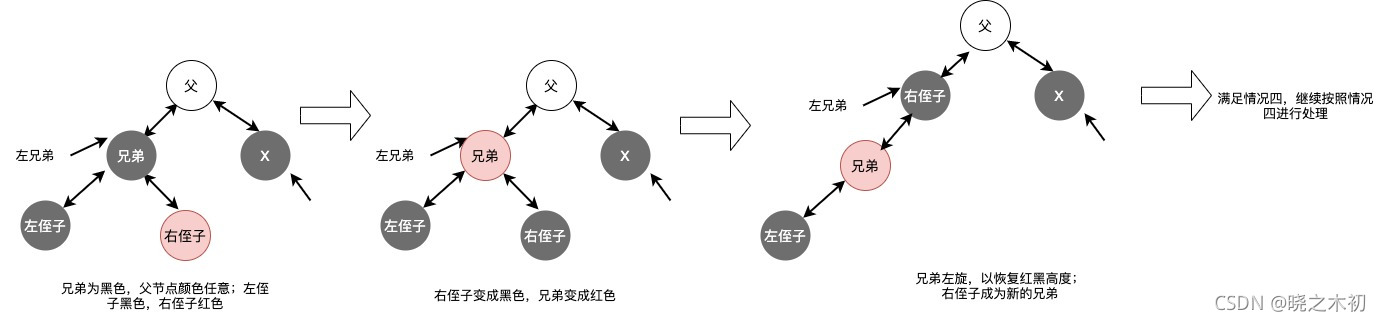 父
左兄弟
兄弟
X
左侄子
右侄子
兄弟为黑色，父节点颜色任意；左侄
子黑色，右侄子红色
父
左兄弟
兄弟
X
左侄子
右侄子
右侄子变成黑色，兄弟变成红色
父
左兄弟
右侄子
X
兄弟
左侄子
兄弟左旋，以恢复红黑高度；
右侄子成为新的兄弟
满足情况四，继续按照情况
四进行处理
CSDN @晓之木初